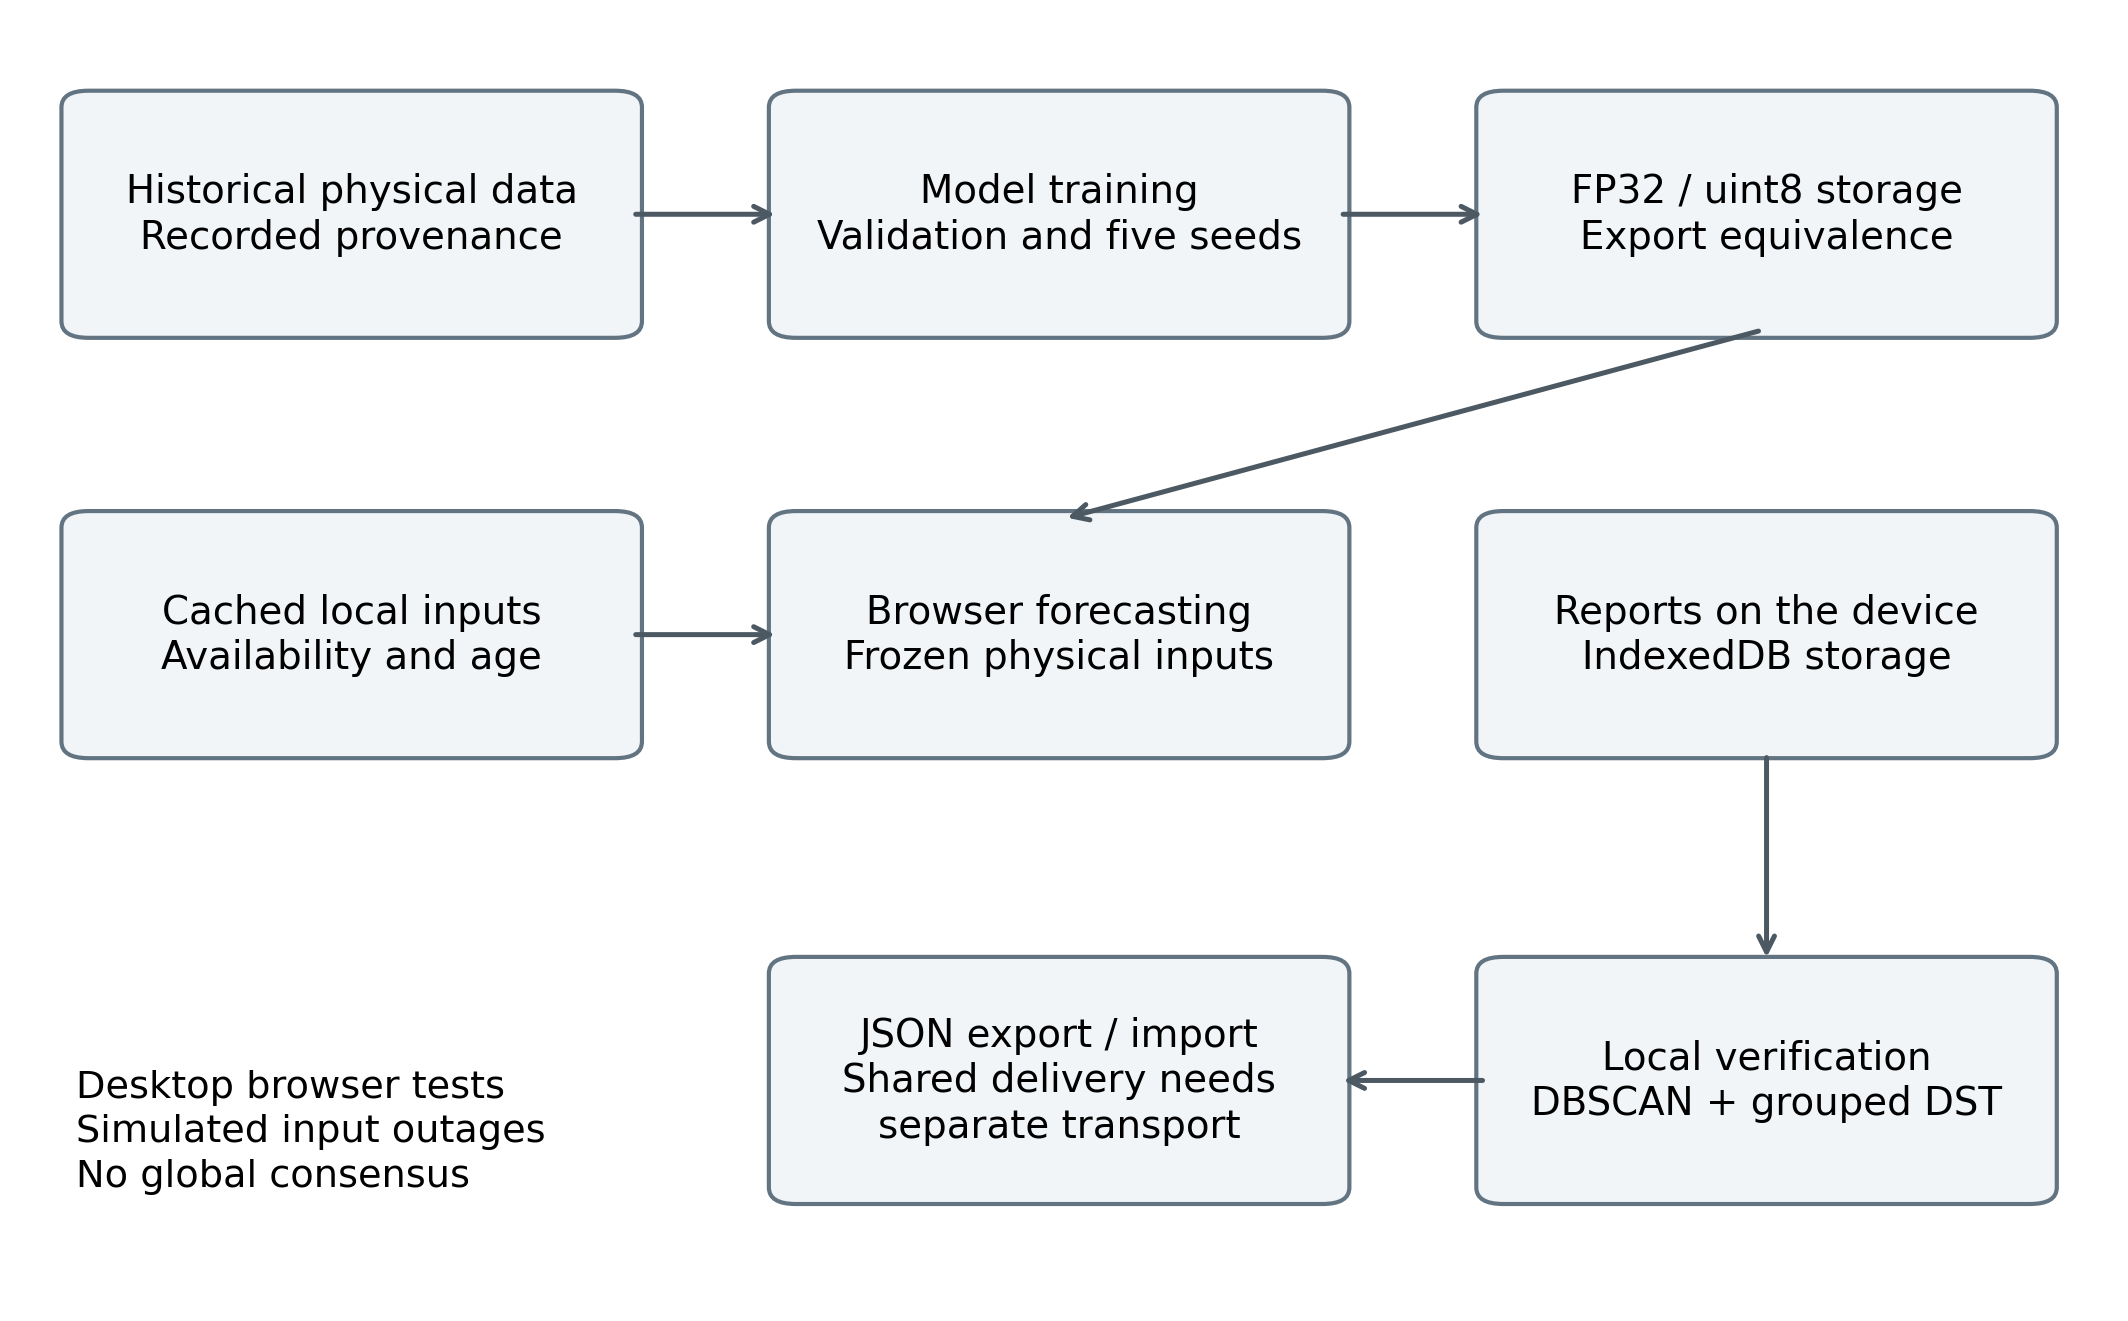 Historical physical data
Recorded provenance
Model training
Validation and five seeds
FP32 / uint8 storage
Export equivalence
Cached local inputs
Availability and age
Browser forecasting
Frozen physical inputs
Reports on the device
IndexedDB storage
Desktop browser tests
Simulated input outages
No global consensus
JSON export / import
Shared delivery needs
separate transport
Local verification
DBSCAN + grouped DST